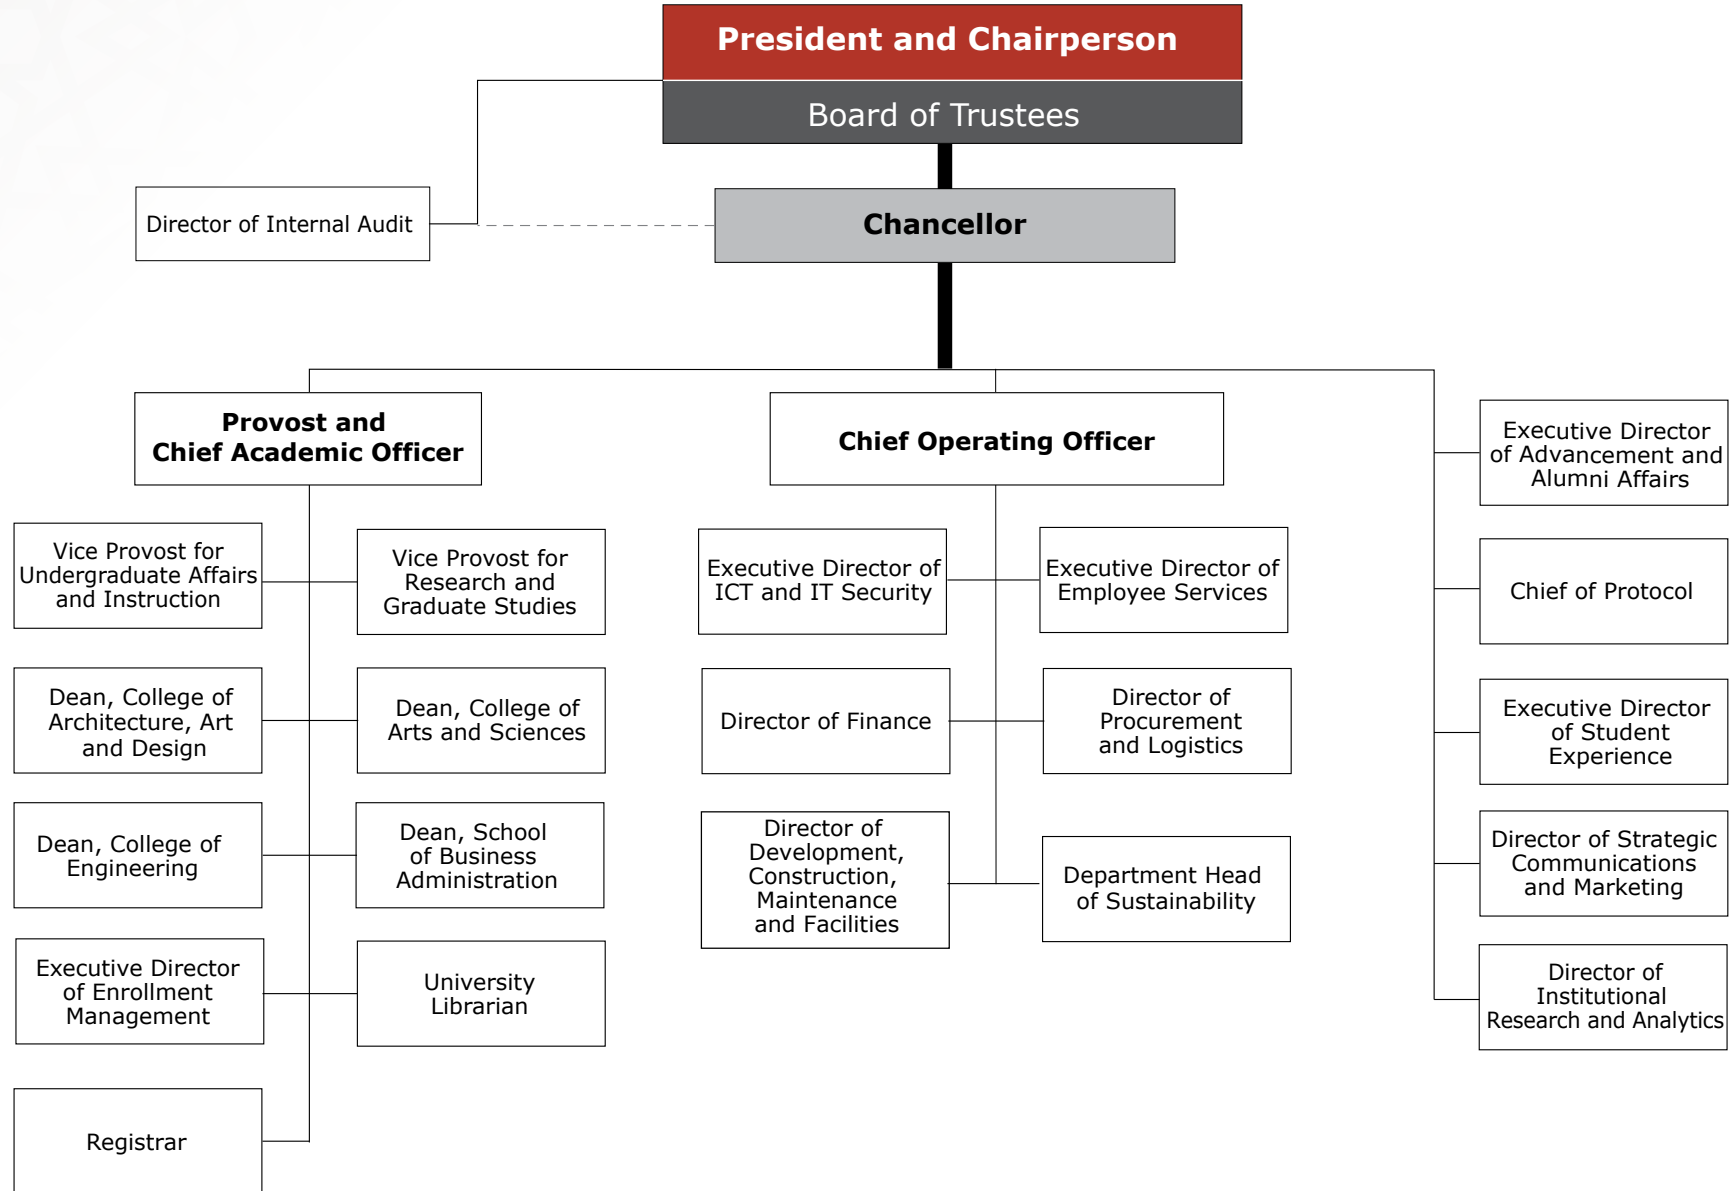 President and Chairperson
Board of Trustees
Director of Internal Audit
Chancellor
Provost and
Chief Academic Officer
Chief Operating Officer
Executive Director
of Advancement and
Alumni Affairs
Vice Provost for
Undergraduate Affairs
and Instruction
Vice Provost for
Research and
Graduate Studies
Executive Director of
ICT and IT Security
Executive Director of
Employee Services
Chief of Protocol
Dean, College of
Architecture, Art
and Design
Dean, College of
Arts and Sciences
Director of Finance
Director of
Procurement
and Logistics
Executive Director
of Student
Experience
Dean, College of
Engineering
Dean, School
of Business
Administration
Director of
Development,
Construction,
Maintenance
and Facilities
Department Head
of Sustainability
Director of Strategic
Communications
and Marketing
Executive Director
of Enrollment
Management
University
Librarian
Director of
Institutional
Research and Analytics
Registrar